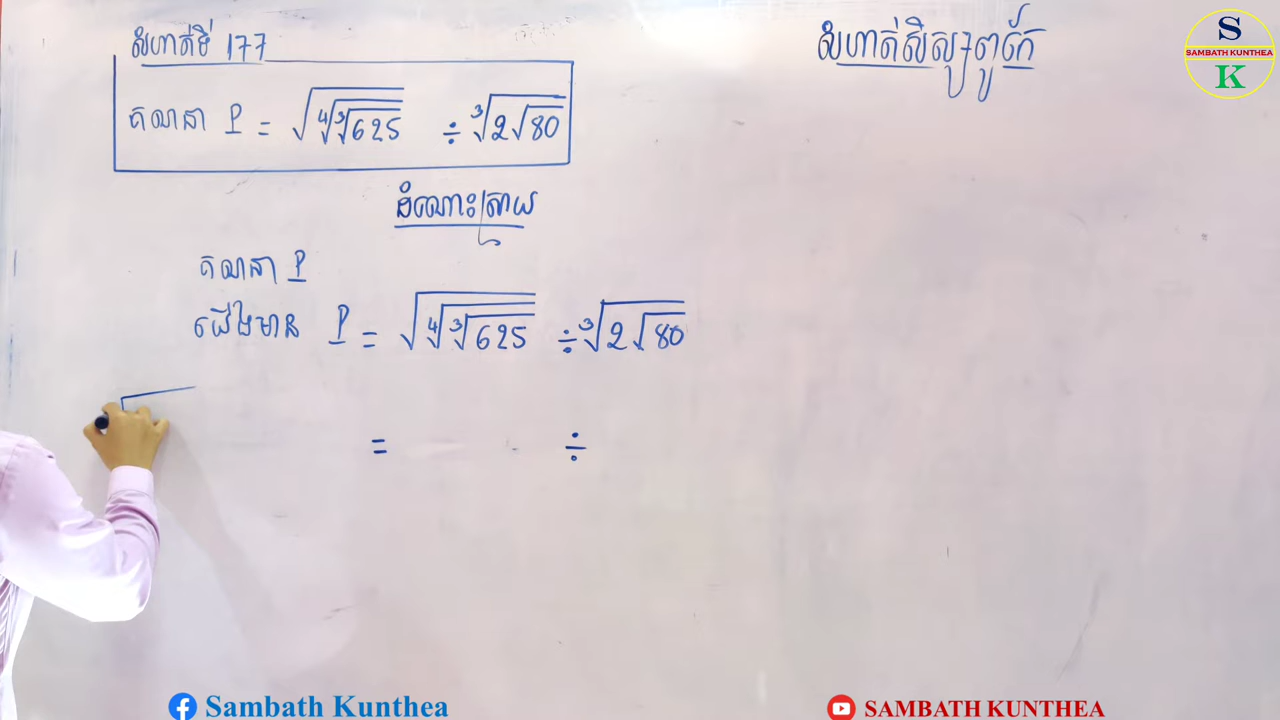 លំហាត់ទី 177
គណនា P = √(⁴√(³√625)) ÷ ³√(2√80)
លំហាត់សិស្សពូកែ
S
SAMBATH KUNTHEA
K
ដំណោះស្រាយ
គណនា P
យើងមាន P = √(⁴√(³√625)) ÷ ³√(2√80)
= ÷
Sambath Kunthea
SAMBATH KUNTHEA